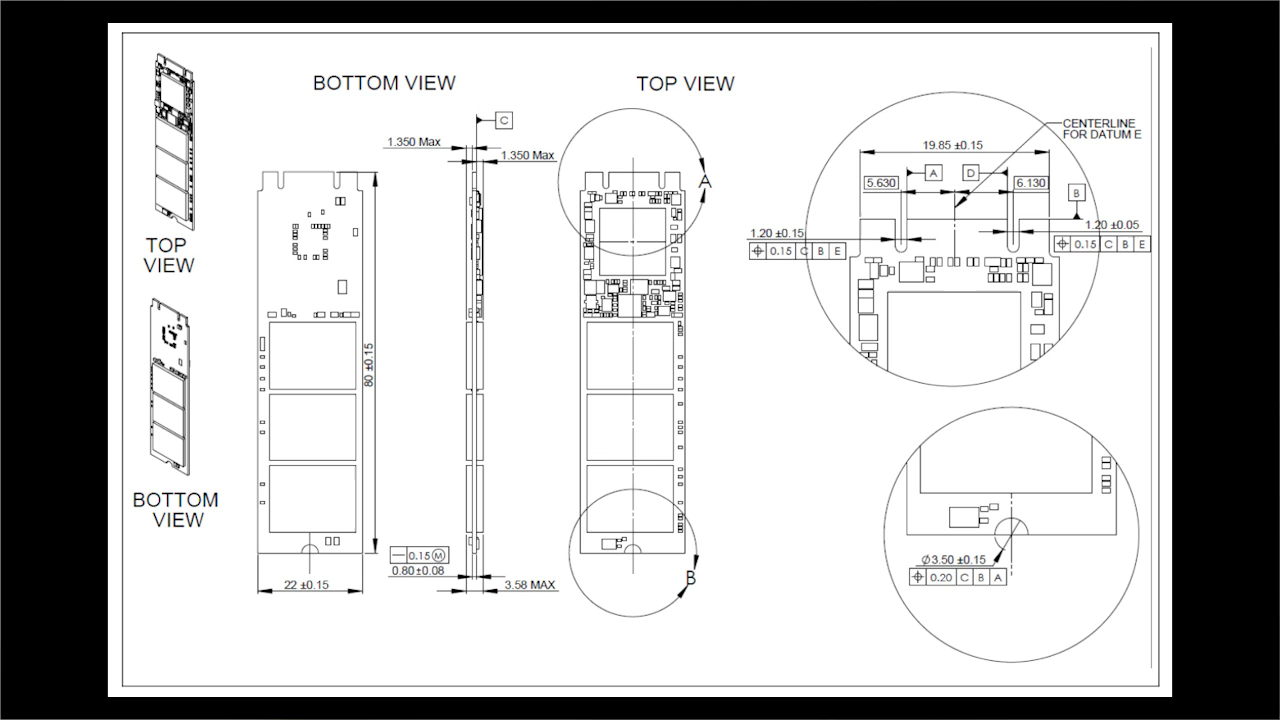 BOTTOM VIEW
TOP VIEW
C
1.350 Max
1.350 Max
A
CENTERLINE
FOR DATUM E
19.85 ±0.15
A
D
5.630
6.130
B
1.20 ±0.15
0.15 C B E
1.20 ±0.05
0.15 C B E
TOP
VIEW
80 ±0.15
BOTTOM
VIEW
0.15 Ⓜ
0.80±0.08
22 ±0.15
3.58 MAX
B
Ø3.50 ±0.15
0.20 C B A